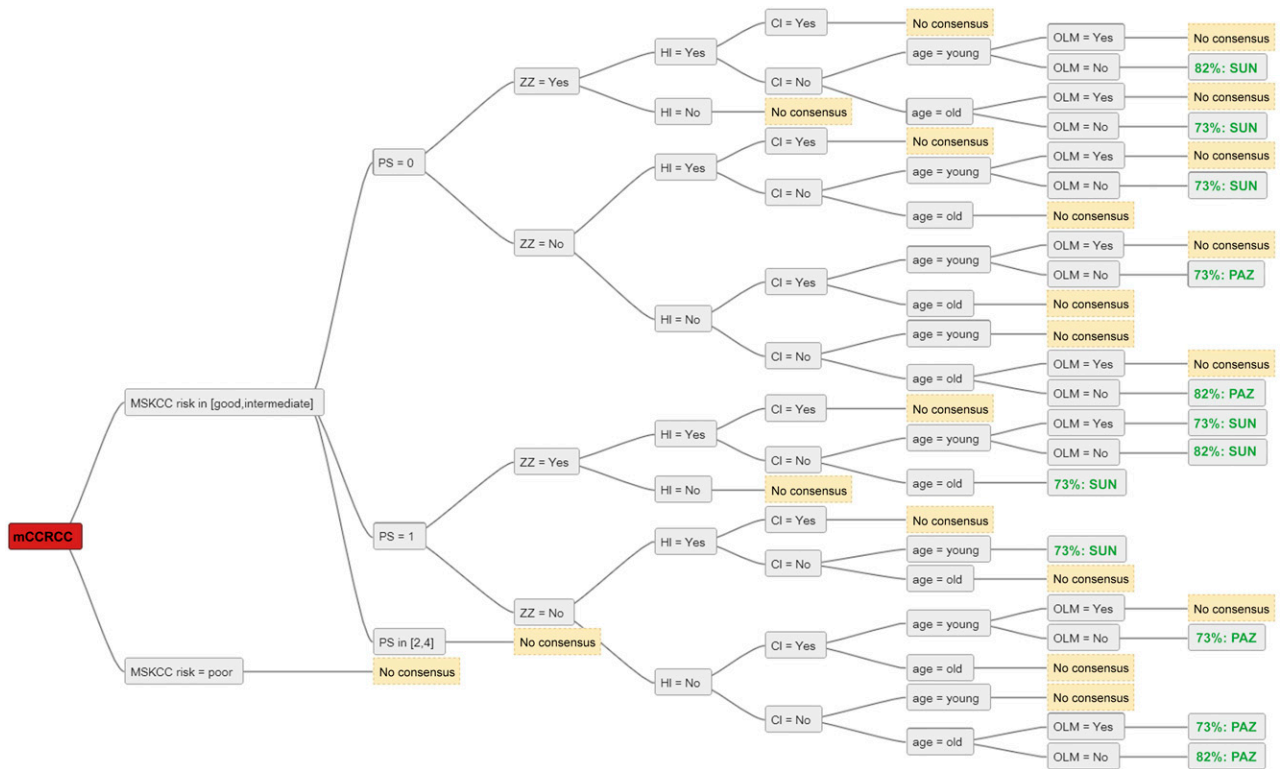 mCCRCC
MSKCC risk in [good,intermediate]
PS = 0
ZZ = Yes
HI = Yes
CI = Yes
No consensus
CI = No
age = young
OLM = Yes
No consensus
OLM = No
82%: SUN
age = old
OLM = Yes
No consensus
OLM = No
73%: SUN
HI = No
No consensus
ZZ = No
HI = Yes
CI = Yes
No consensus
CI = No
age = young
OLM = Yes
No consensus
OLM = No
73%: SUN
age = old
No consensus
HI = No
CI = Yes
age = young
OLM = Yes
No consensus
OLM = No
73%: PAZ
age = old
No consensus
CI = No
age = young
No consensus
age = old
OLM = Yes
No consensus
OLM = No
82%: PAZ
PS = 1
ZZ = Yes
HI = Yes
CI = Yes
No consensus
CI = No
age = young
OLM = Yes
73%: SUN
OLM = No
82%: SUN
age = old
73%: SUN
HI = No
No consensus
ZZ = No
HI = Yes
CI = Yes
No consensus
CI = No
age = young
73%: SUN
age = old
No consensus
HI = No
CI = Yes
age = young
OLM = Yes
No consensus
OLM = No
73%: PAZ
age = old
No consensus
CI = No
age = young
No consensus
age = old
OLM = Yes
73%: PAZ
OLM = No
82%: PAZ
PS in [2,4]
No consensus
MSKCC risk = poor
No consensus